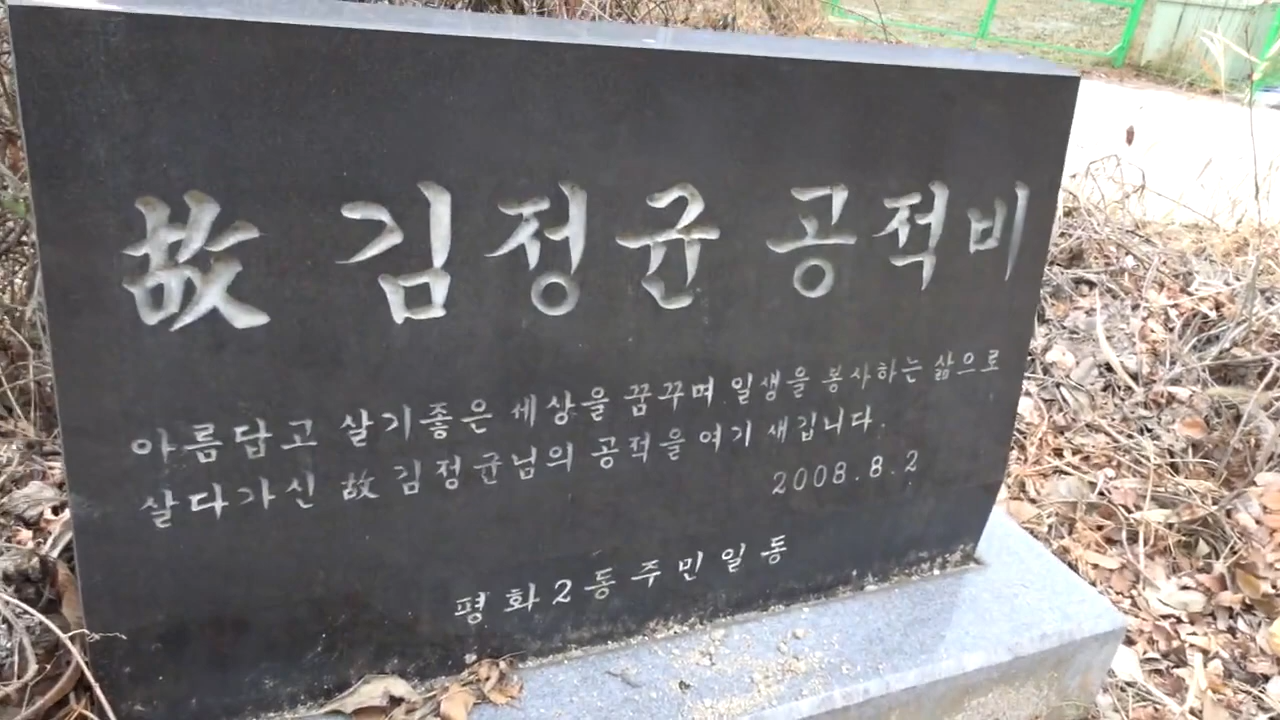 故 김정균 공적비
아름답고 살기좋은 세상을 꿈꾸며 일생을 봉사하는 삶으로
살다가신 故 김정균님의 공적을 여기 새깁니다.
2008.8.2
평화2동주민일동